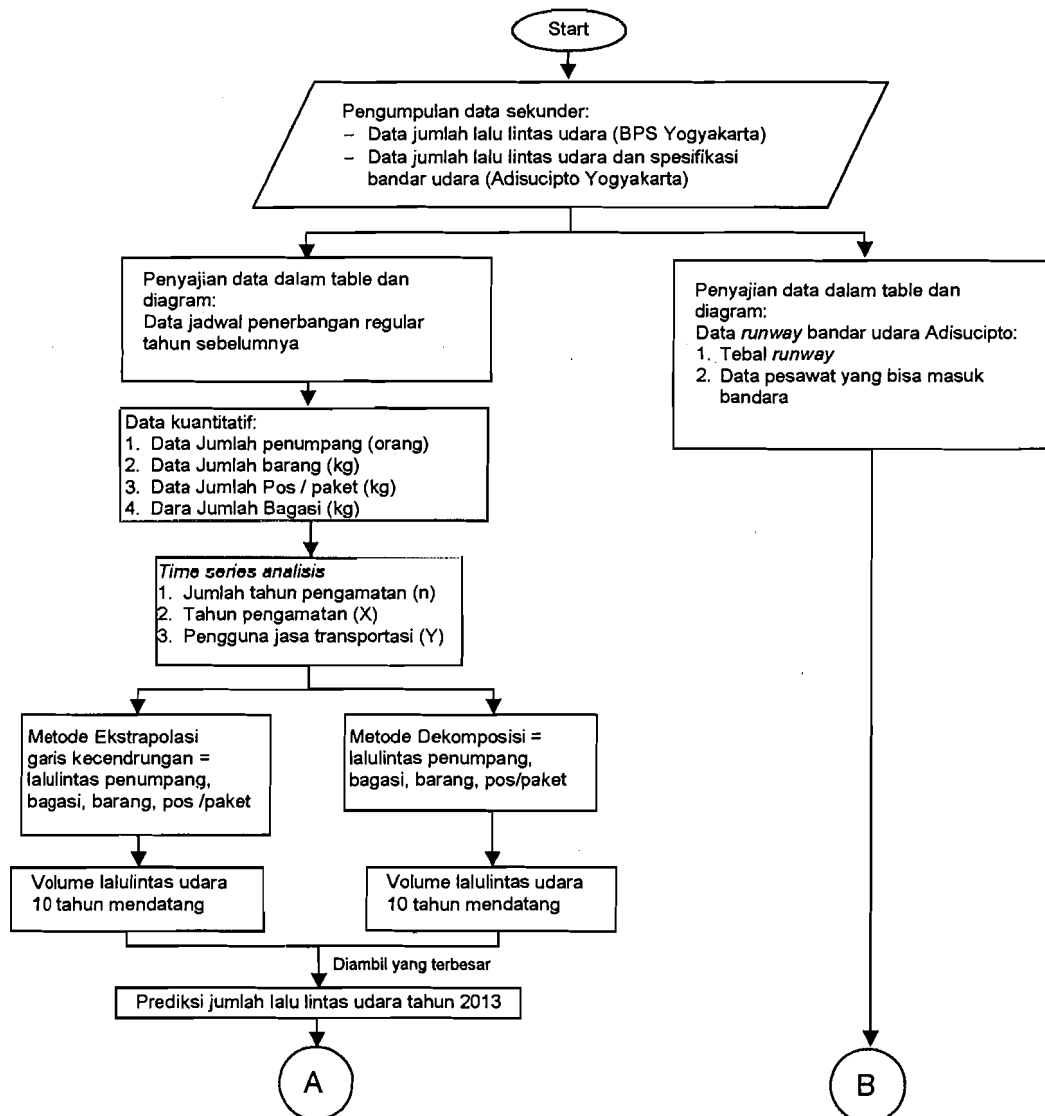 Start
Pengumpulan data sekunder:
– Data jumlah lalu lintas udara (BPS Yogyakarta)
– Data jumlah lalu lintas udara dan spesifikasi
bandar udara (Adisucipto Yogyakarta)
Penyajian data dalam table dan
diagram:
Data jadwal penerbangan regular
tahun sebelumnya
Penyajian data dalam table dan
diagram:
Data runway bandar udara Adisucipto:
1. Tebal runway
2. Data pesawat yang bisa masuk
bandara
Data kuantitatif:
1. Data Jumlah penumpang (orang)
2. Data Jumlah barang (kg)
3. Data Jumlah Pos / paket (kg)
4. Dara Jumlah Bagasi (kg)
Time series analisis
1. Jumlah tahun pengamatan (n)
2. Tahun pengamatan (X)
3. Pengguna jasa transportasi (Y)
Metode Ekstrapolasi
garis kecendrungan =
lalulintas penumpang,
bagasi, barang, pos /paket
Metode Dekomposisi =
lalulintas penumpang,
bagasi, barang, pos/paket
Volume lalulintas udara
10 tahun mendatang
Volume lalulintas udara
10 tahun mendatang
Diambil yang terbesar
Prediksi jumlah lalu lintas udara tahun 2013
A
B